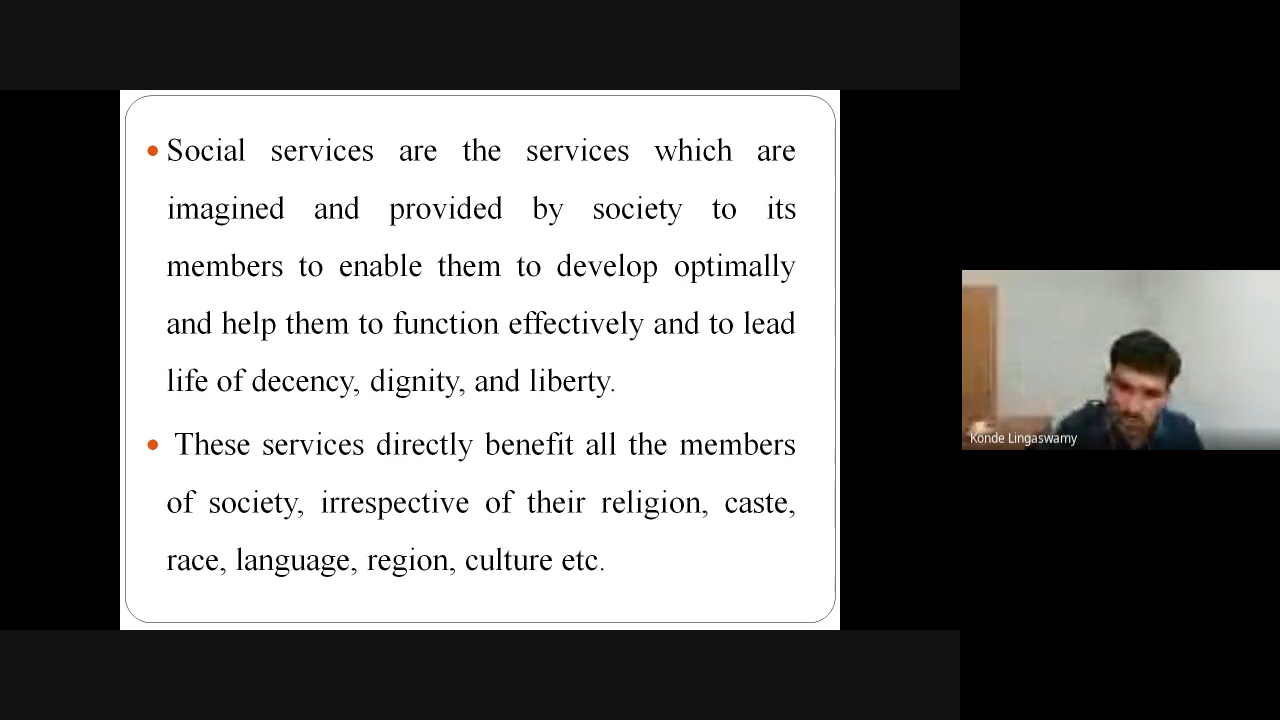 Social services are the services which are
imagined and provided by society to its
members to enable them to develop optimally
and help them to function effectively and to lead
life of decency, dignity, and liberty.
These services directly benefit all the members
of society, irrespective of their religion, caste,
race, language, region, culture etc.
Konde Lingaswamy